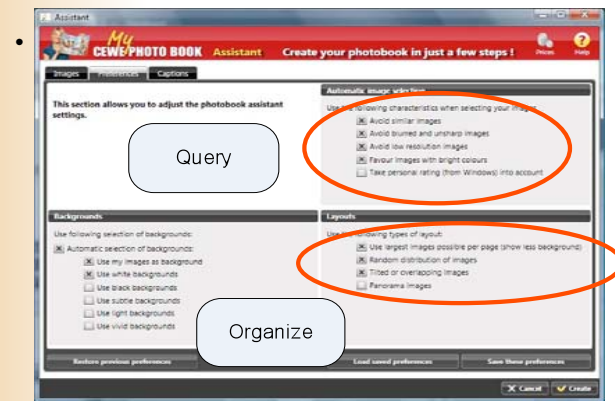 Assistant
My
CEWE PHOTO BOOK Assistant Create your photobook in just a few steps !
Prices Help
Images Preferences Captions
This section allows you to adjust the photobook assistant
settings.
Automatic image selection
Use the following characteristics when selecting your images:
Avoid similar images
Avoid blurred and unsharp images
Avoid low resolution images
Favour images with bright colours
Take personal rating (from Windows) into account
Query
Backgrounds
Use following selection of backgrounds:
Automatic selection of backgrounds:
Use my images as background
Use white backgrounds
Use black backgrounds
Use subtle backgrounds
Use light backgrounds
Use vivid backgrounds
Layouts
Use the following types of layout:
Use largest images possible per page (show less background)
Random distribution of images
Tilted or overlapping images
Panorama images
Organize
Restore previous preferences Load saved preferences Save these preferences
Cancel Create